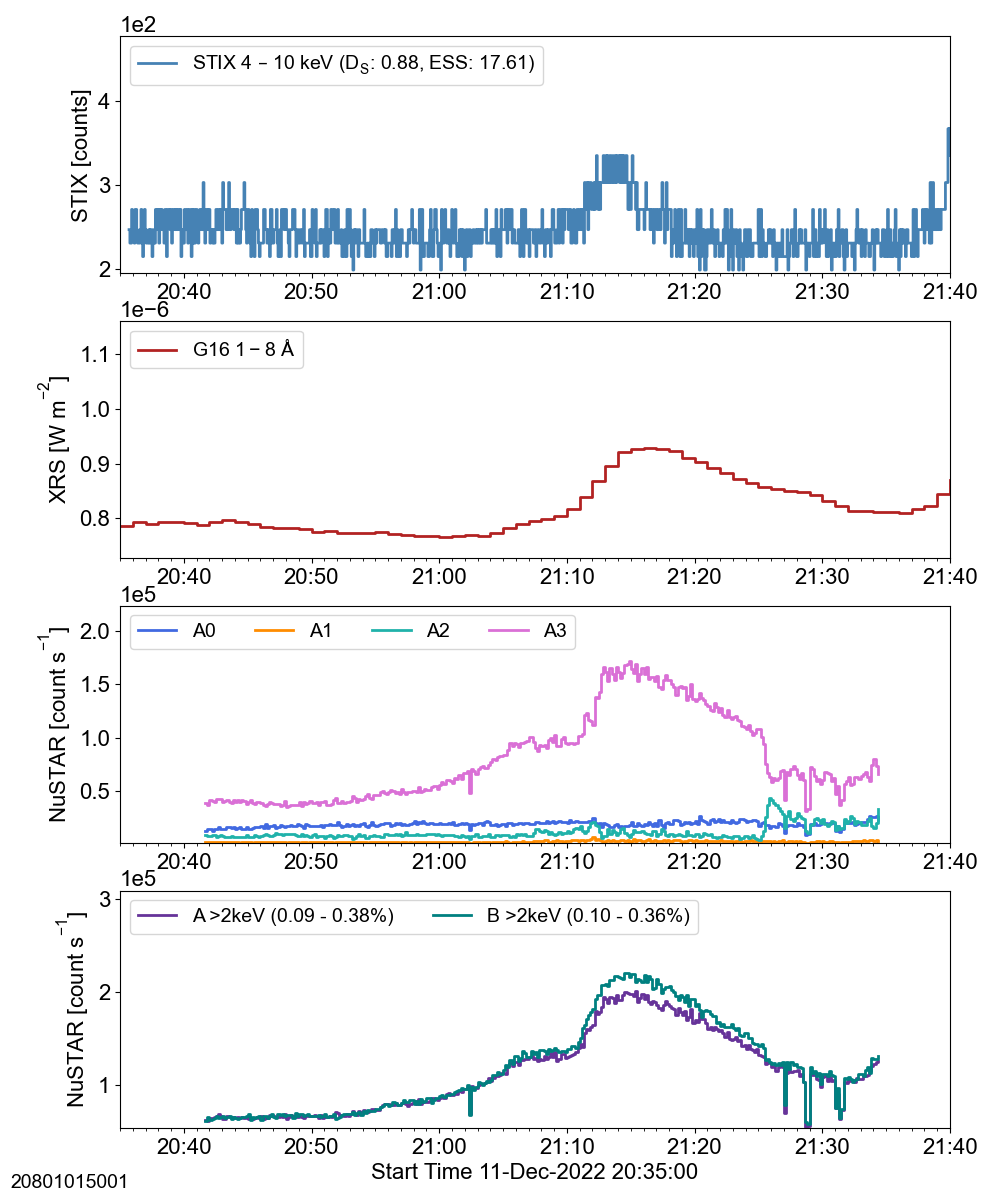 1e2
STIX 4 – 10 keV (D_S: 0.88, ESS: 17.61)
STIX [counts]
4
3
2
20:40 20:50 21:00 21:10 21:20 21:30 21:40
1e−6
G16 1 − 8 Å
XRS [W m⁻²]
1.1
1.0
0.9
0.8
20:40 20:50 21:00 21:10 21:20 21:30 21:40
1e5
A0 A1 A2 A3
NuSTAR [count s⁻¹]
2.0
1.5
1.0
0.5
20:40 20:50 21:00 21:10 21:20 21:30 21:40
1e5
A >2keV (0.09 - 0.38%) B >2keV (0.10 - 0.36%)
NuSTAR [count s⁻¹]
3
2
1
20:40 20:50 21:00 21:10 21:20 21:30 21:40
Start Time 11-Dec-2022 20:35:00
20801015001